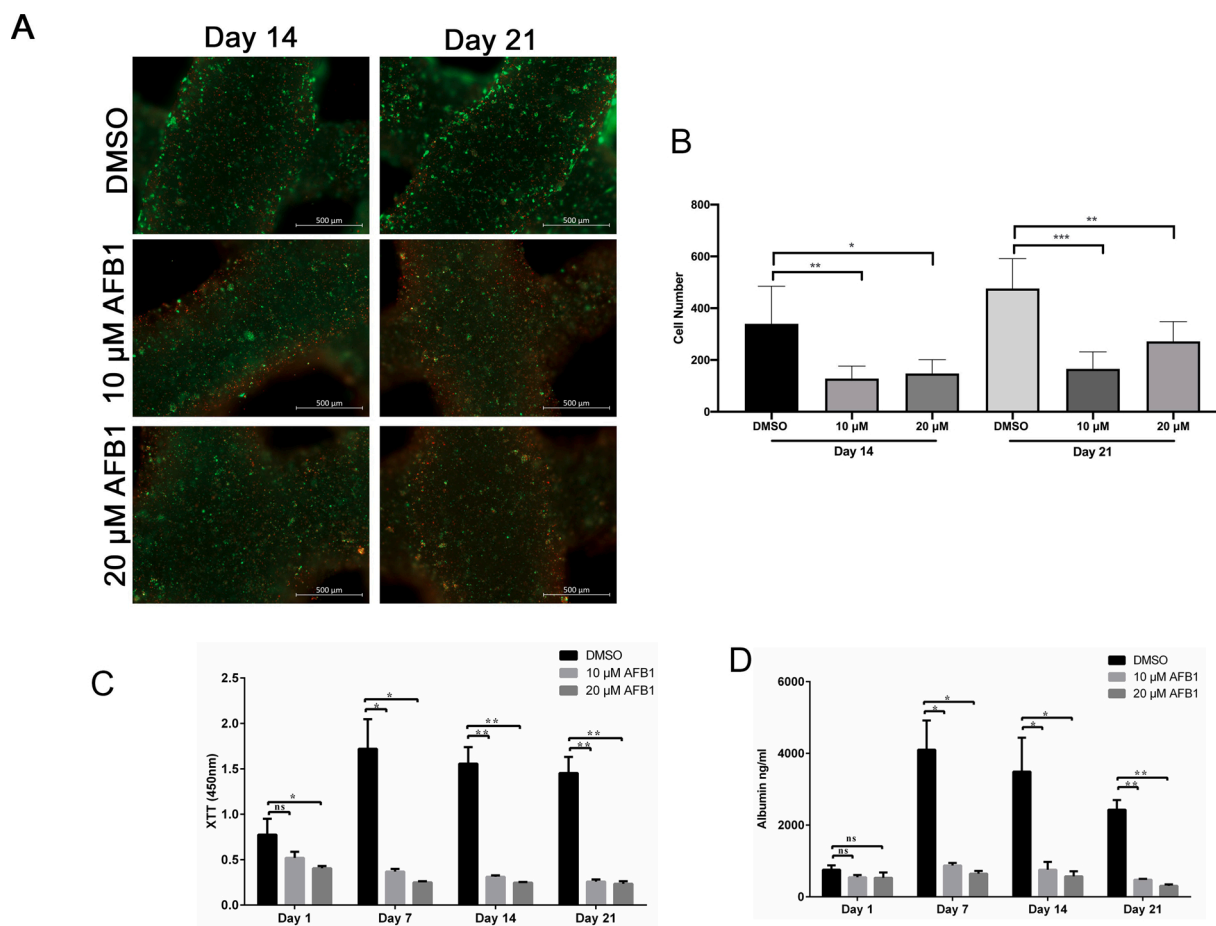 A
Day 14
Day 21
DMSO
500 µm
500 µm
10 µM AFB1
500 µm
500 µm
20 µM AFB1
500 µm
500 µm
B
Cell Number
800
600
400
200
0
*
**
**
***
DMSO
10 µM
20 µM
DMSO
10 µM
20 µM
Day 14
Day 21
C
DMSO
10 µM AFB1
20 µM AFB1
XTT (450nm)
2.5
2.0
1.5
1.0
0.5
0.0
*
ns
*
*
**
**
**
**
Day 1
Day 7
Day 14
Day 21
D
DMSO
10 µM AFB1
20 µM AFB1
Albumin ng/ml
6000
4000
2000
0
ns
ns
*
*
*
*
**
**
Day 1
Day 7
Day 14
Day 21